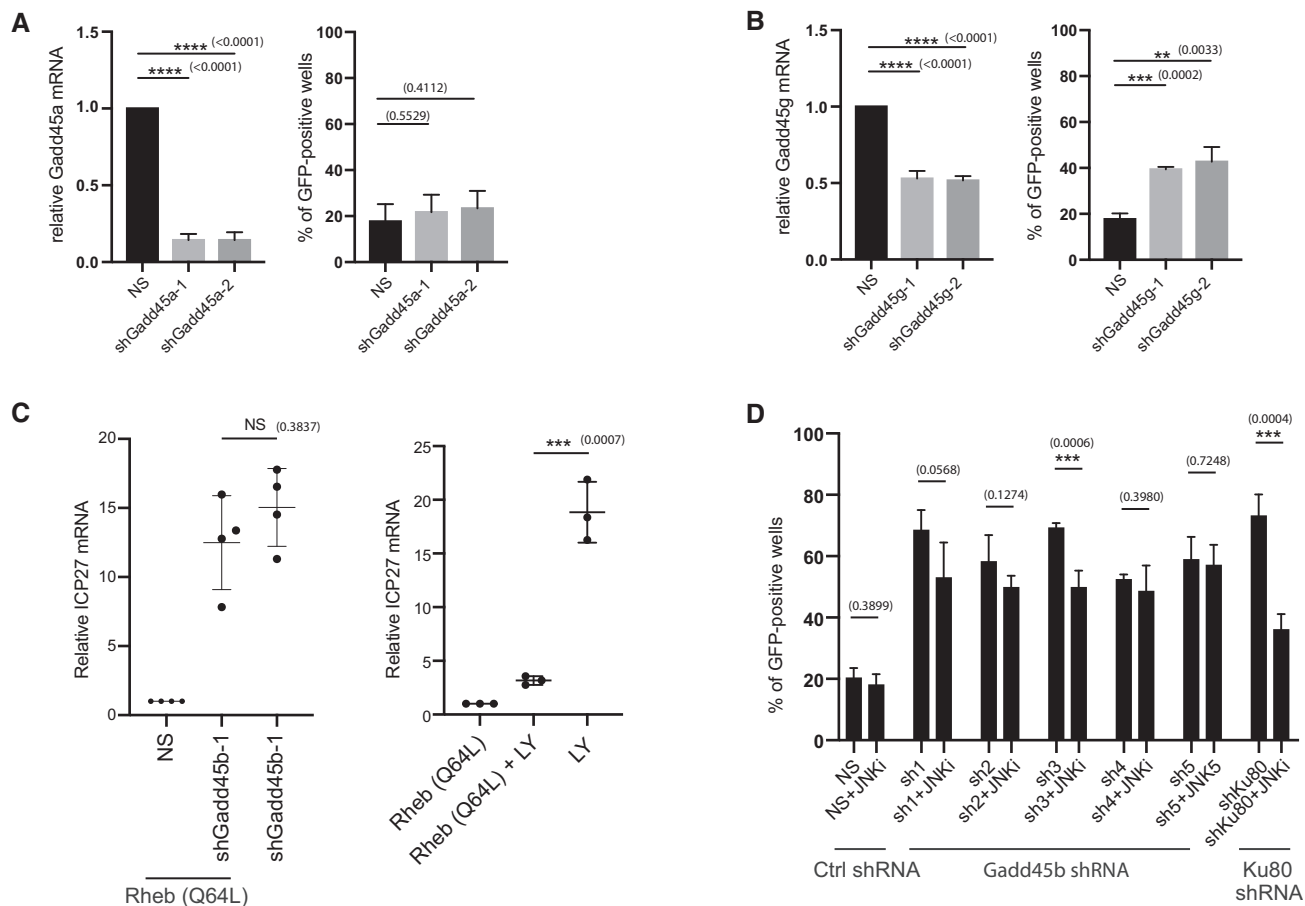 A
relative Gadd45a mRNA
1.5
1.0
0.5
0.0
**** (<0.0001)
**** (<0.0001)
NS
shGadd45a-1
shGadd45a-2
% of GFP-positive wells
100
80
60
40
20
0
(0.4112)
(0.5529)
NS
shGadd45a-1
shGadd45a-2
B
relative Gadd45g mRNA
1.5
1.0
0.5
0.0
**** (<0.0001)
**** (<0.0001)
NS
shGadd45g-1
shGadd45g-2
% of GFP-positive wells
100
80
60
40
20
0
** (0.0033)
*** (0.0002)
NS
shGadd45g-1
shGadd45g-2
C
Relative ICP27 mRNA
20
15
10
5
0
NS (0.3837)
NS
shGadd45b-1
shGadd45b-1
Rheb (Q64L)
Relative ICP27 mRNA
25
20
15
10
5
0
*** (0.0007)
Rheb (Q64L)
Rheb (Q64L) + LY
LY
D
% of GFP-positive wells
100
80
60
40
20
0
(0.3899)
(0.0568)
(0.1274)
(0.0006)
***
(0.3980)
(0.7248)
(0.0004)
***
NS
NS+JNKi
sh1
sh1+JNKi
sh2
sh2+JNKi
sh3
sh3+JNKi
sh4
sh4+JNKi
sh5
sh5+JNK5
shKu80
shKu80+JNKi
Ctrl shRNA
Gadd45b shRNA
Ku80
shRNA